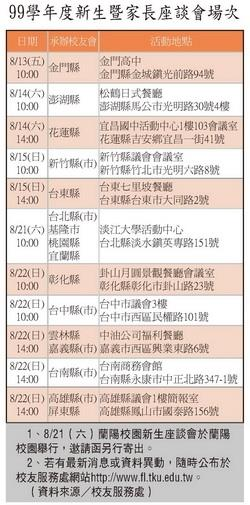 99學年度新生暨家長座談會場次
日期 承辦校友會 活動地點
8/13(五) 10:00 金門縣 金門高中 金門縣金城鎮光前路94號
8/14(六) 10:00 澎湖縣 松鶴日式餐廳 澎湖縣馬公市光明路30號4樓
8/14(六) 14:00 花蓮縣 宜昌國中活動中心1樓103會議室 花蓮縣吉安鄉宜昌一街41號
8/15(日) 10:00 新竹縣(市) 新竹縣議會會議室 新竹縣竹北市光明六路8號
8/15(日) 14:00 台東縣 台東七里坡餐廳 台東縣台東市大同路2號
8/21(六) 10:00 台北縣(市) 基隆市 桃園縣 宜蘭縣 淡江大學活動中心 台北縣淡水鎮英專路151號
8/22(日) 10:00 彰化縣 卦山月圓景觀餐廳會議室 彰化縣彰化市卦山路23號
8/22(日) 10:00 台中縣(市) 台中市議會3樓 台中市西區民權路101號
8/22(日) 14:00 雲林縣 嘉義縣(市) 中油公司福利餐廳 嘉義市西區興業東路6號
8/22(日) 14:00 台南縣(市) 台南商務會館 台南縣永康市中正北路347-1號
8/22(日) 14:00 高雄縣(市) 屏東縣 高雄縣議會1樓簡報室 高雄縣鳳山市國泰路156號
1、8/21（六）蘭陽校園新生座談會於蘭陽
校園舉行，邀請函另行寄出。
2、若有最新消息或資料異動，隨時公布於
校友服務處網站http://www.fl.tku.edu.tw。
（資料來源／校友服務處）